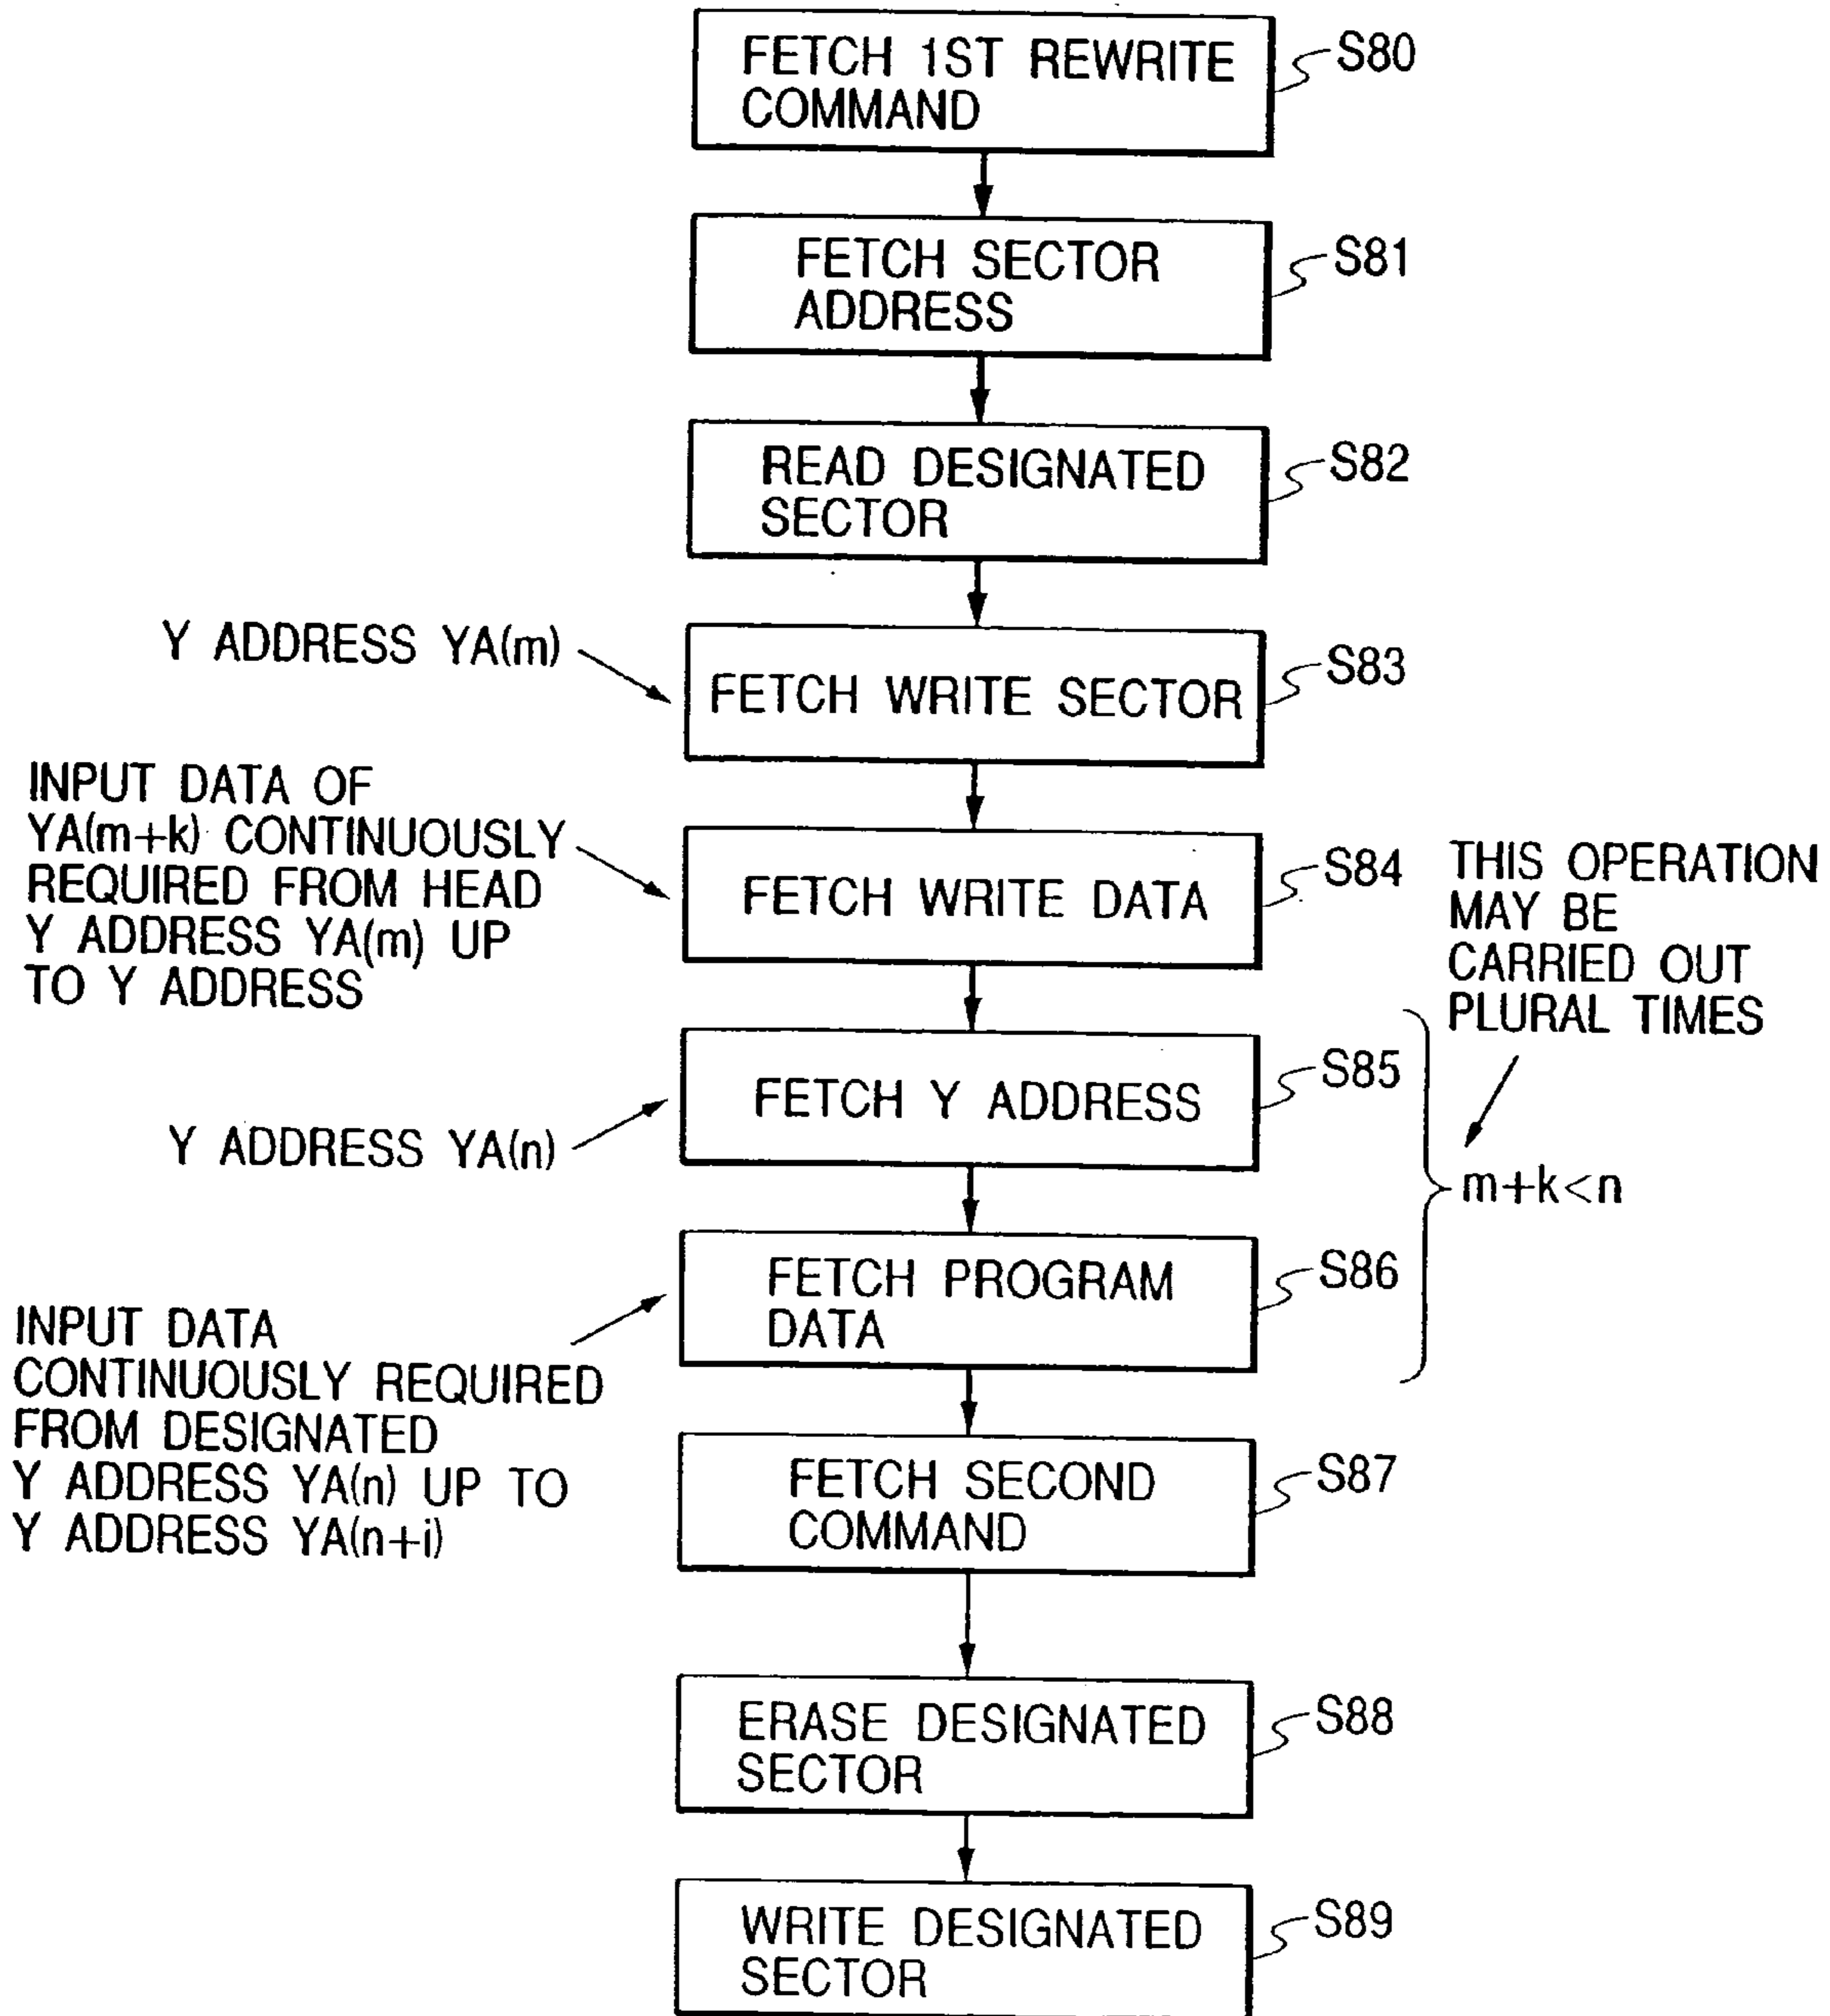 FETCH 1ST REWRITE
COMMAND
S80
FETCH SECTOR
ADDRESS
S81
READ DESIGNATED
SECTOR
S82
Y ADDRESS YA(m)
FETCH WRITE SECTOR
S83
INPUT DATA OF
YA(m+k) CONTINUOUSLY
REQUIRED FROM HEAD
Y ADDRESS YA(m) UP
TO Y ADDRESS
FETCH WRITE DATA
S84
THIS OPERATION
MAY BE
CARRIED OUT
PLURAL TIMES
Y ADDRESS YA(n)
FETCH Y ADDRESS
S85
m+k<n
INPUT DATA
CONTINUOUSLY REQUIRED
FROM DESIGNATED
Y ADDRESS YA(n) UP TO
Y ADDRESS YA(n+i)
FETCH PROGRAM
DATA
S86
FETCH SECOND
COMMAND
S87
ERASE DESIGNATED
SECTOR
S88
WRITE DESIGNATED
SECTOR
S89